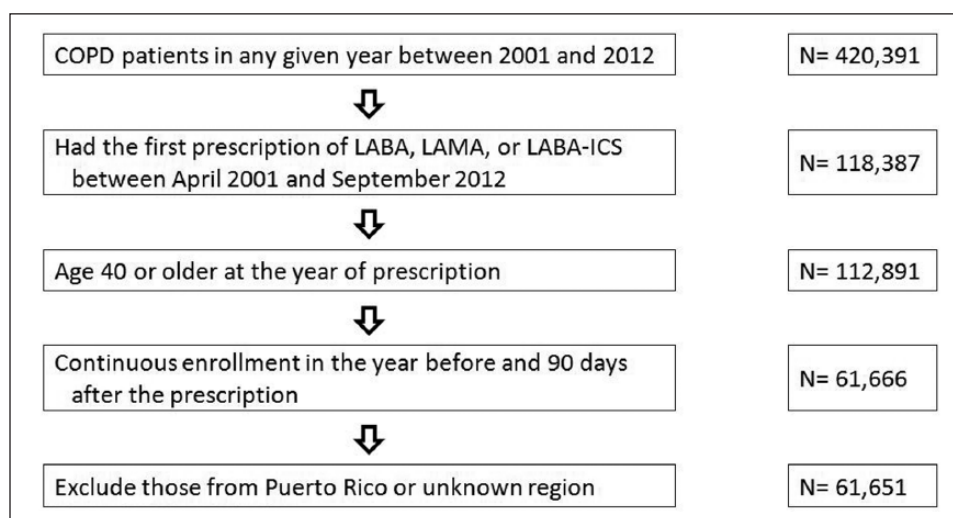 COPD patients in any given year between 2001 and 2012
N= 420,391
Had the first prescription of LABA, LAMA, or LABA-ICS
between April 2001 and September 2012
N= 118,387
Age 40 or older at the year of prescription
N= 112,891
Continuous enrollment in the year before and 90 days
after the prescription
N= 61,666
Exclude those from Puerto Rico or unknown region
N= 61,651